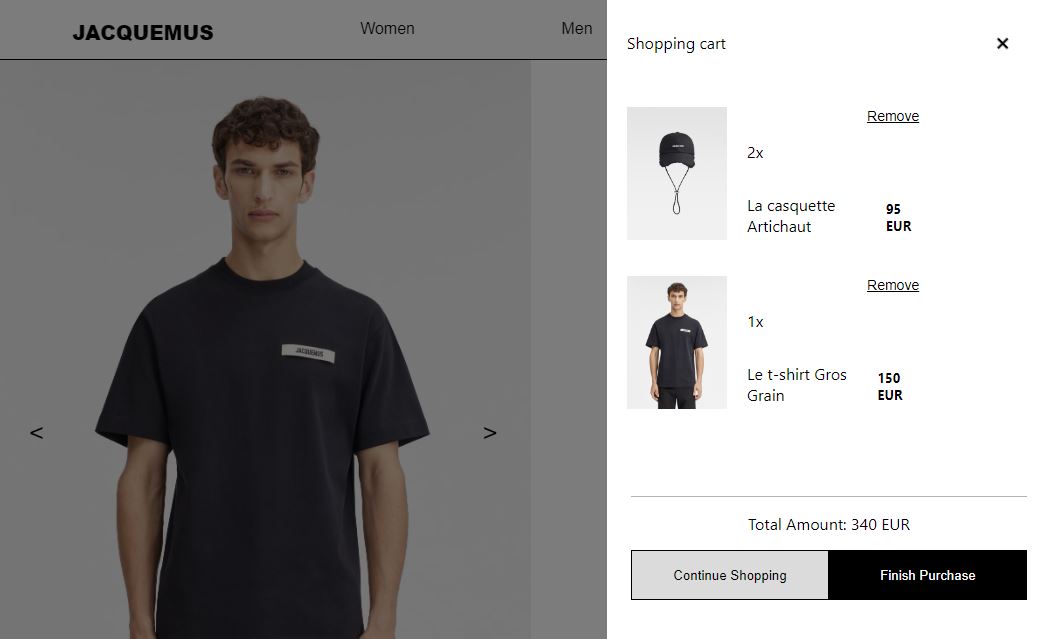 JACQUEMUS
Women
Men
JACQUEMUS
<
>
Shopping cart
×
Remove
2x
La casquette
Artichaut
95
EUR
Remove
1x
Le t-shirt Gros
Grain
150
EUR
Total Amount: 340 EUR
Continue Shopping
Finish Purchase